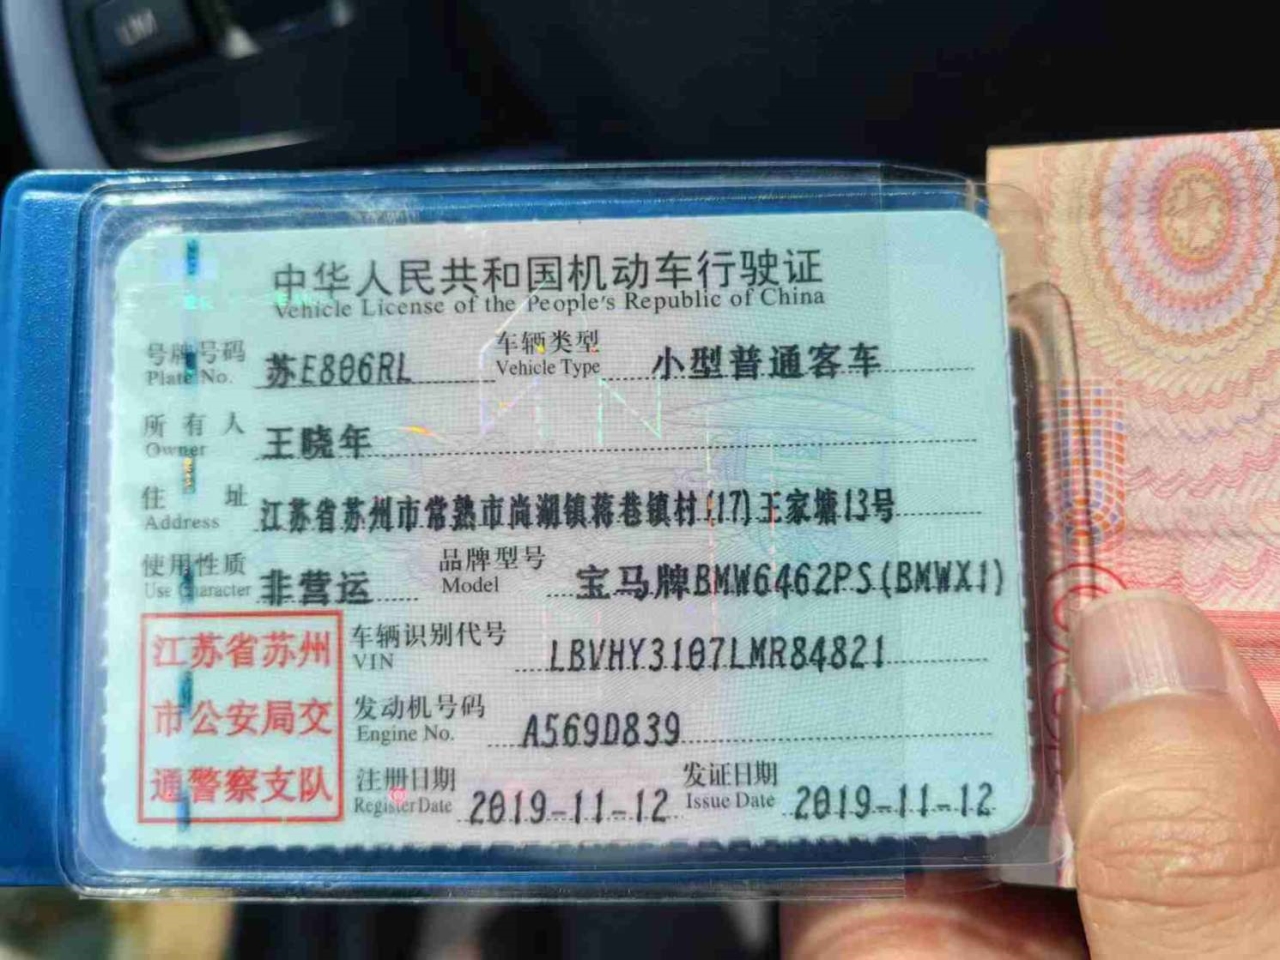 中华人民共和国机动车行驶证
Vehicle License of the People's Republic of China
号牌号码 苏E806RL 车辆类型 小型普通客车
Plate No. Vehicle Type
所有人 王晓年
Owner
住址 江苏省苏州市常熟市尚湖镇蒋巷镇村(17)王家塘13号
Address
使用性质 非营运 品牌型号 宝马牌BMW6462PS(BMWX1)
Use Character Model
江苏省苏州
市公安局交
通警察支队
车辆识别代号 LBVHY3107LMR84821
VIN
发动机号码 A569D839
Engine No.
注册日期 2019-11-12 发证日期 2019-11-12
Register Date Issue Date